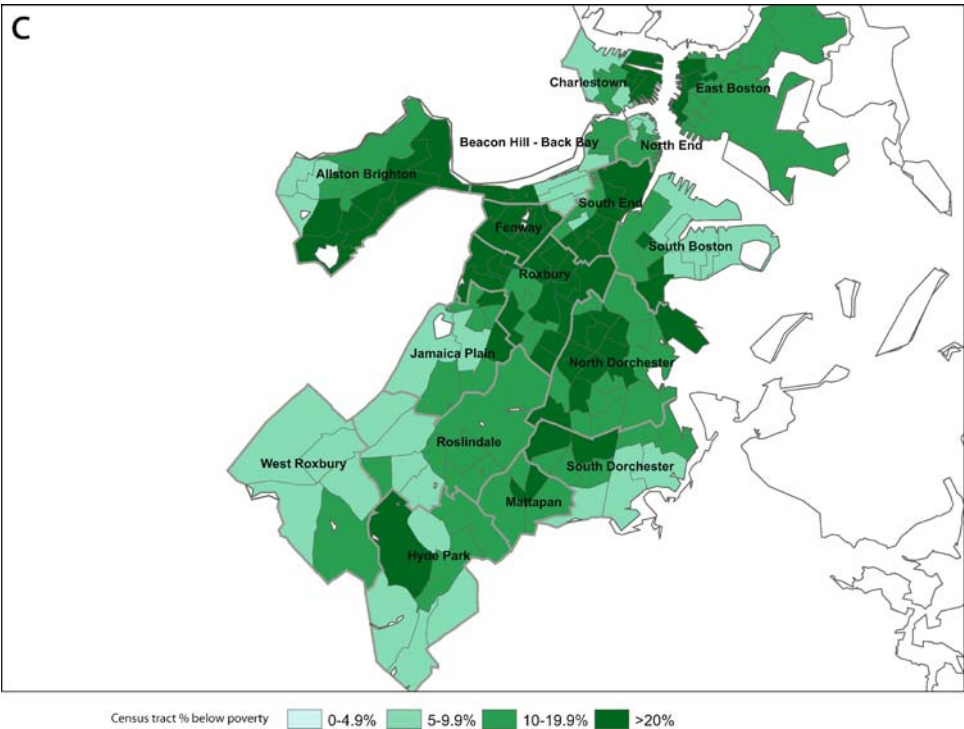 C
Charlestown
East Boston
Beacon Hill - Back Bay
North End
Allston Brighton
South End
Fenway
South Boston
Roxbury
Jamaica Plain
North Dorchester
Roslindale
West Roxbury
South Dorchester
Mattapan
Hyde Park
Census tract % below poverty 0-4.9% 5-9.9% 10-19.9% >20%